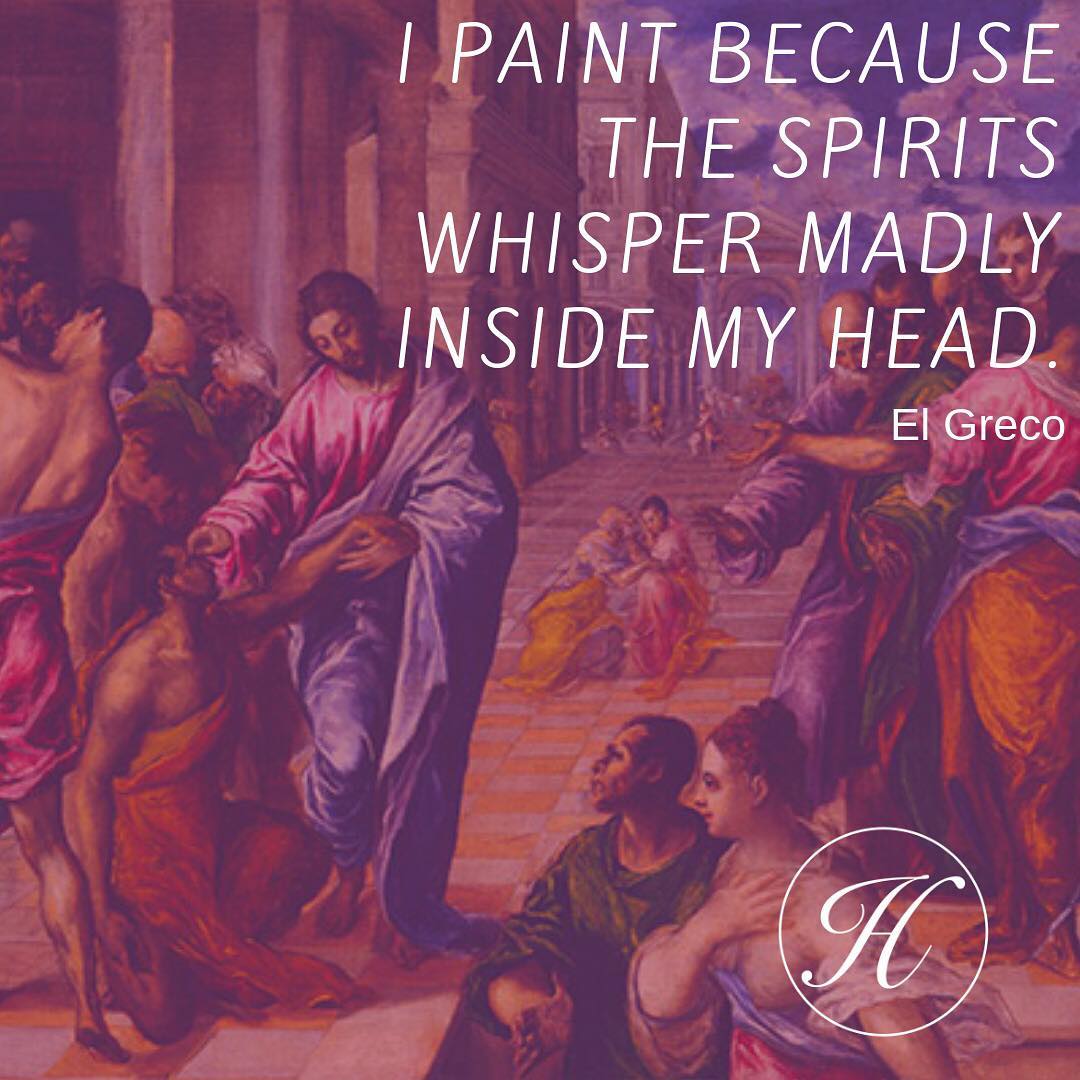 I PAINT BECAUSE
THE SPIRITS
WHISPER MADLY
INSIDE MY HEAD.
El Greco
H